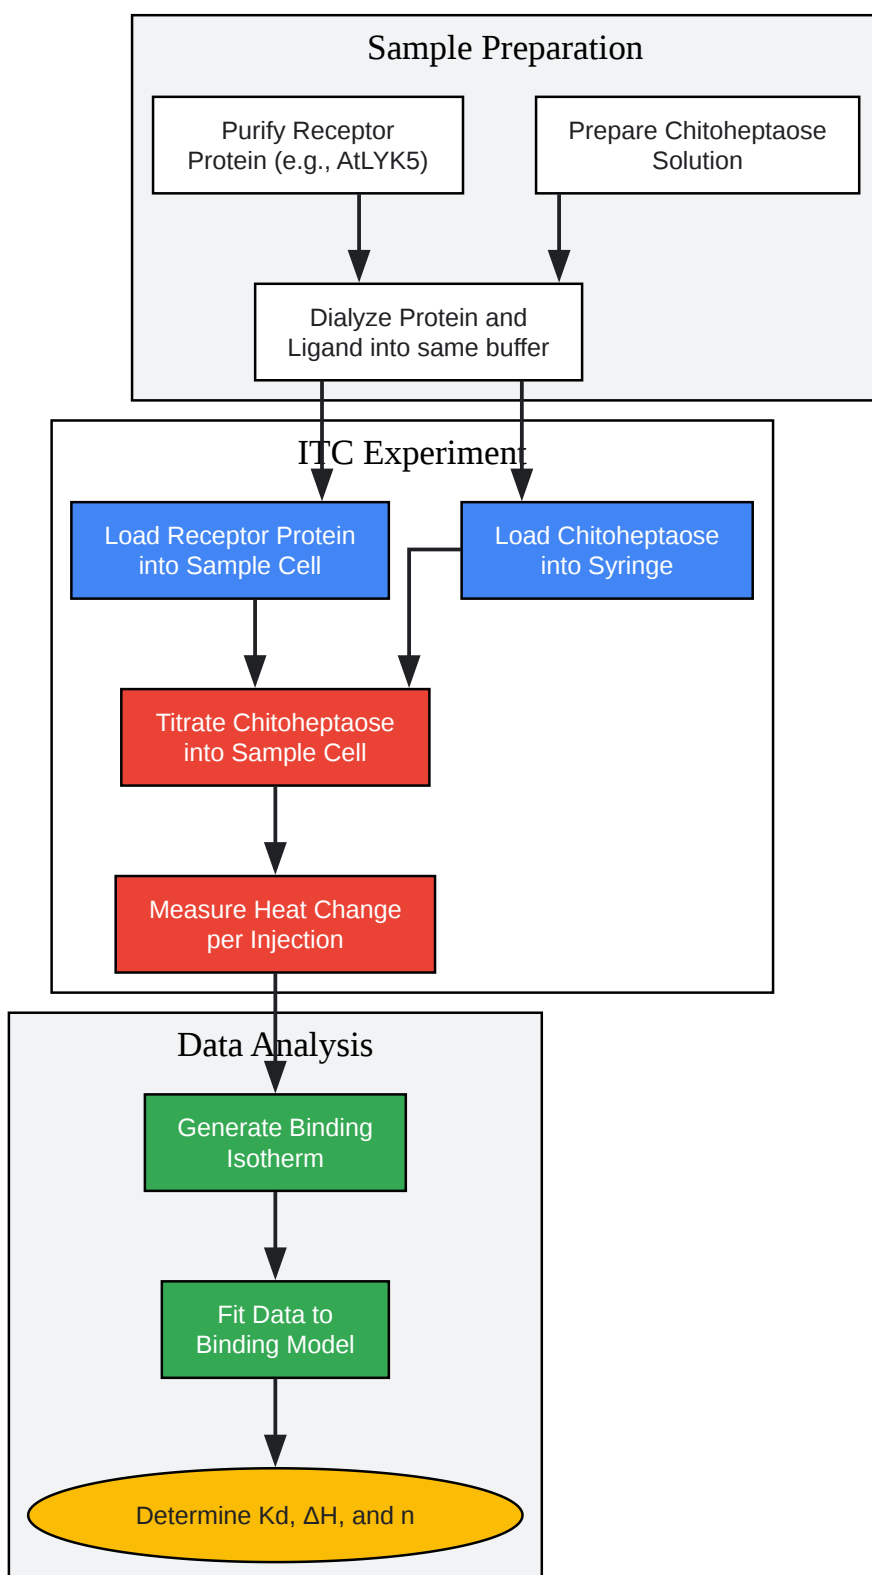 Sample Preparation
Purify Receptor
Protein (e.g., AtLYK5)
Prepare Chitoheptaose
Solution
Dialyze Protein and
Ligand into same buffer
ITC Experiment
Load Receptor Protein
into Sample Cell
Load Chitoheptaose
into Syringe
Titrate Chitoheptaose
into Sample Cell
Measure Heat Change
per Injection
Data Analysis
Generate Binding
Isotherm
Fit Data to
Binding Model
Determine Kd, ΔH, and n